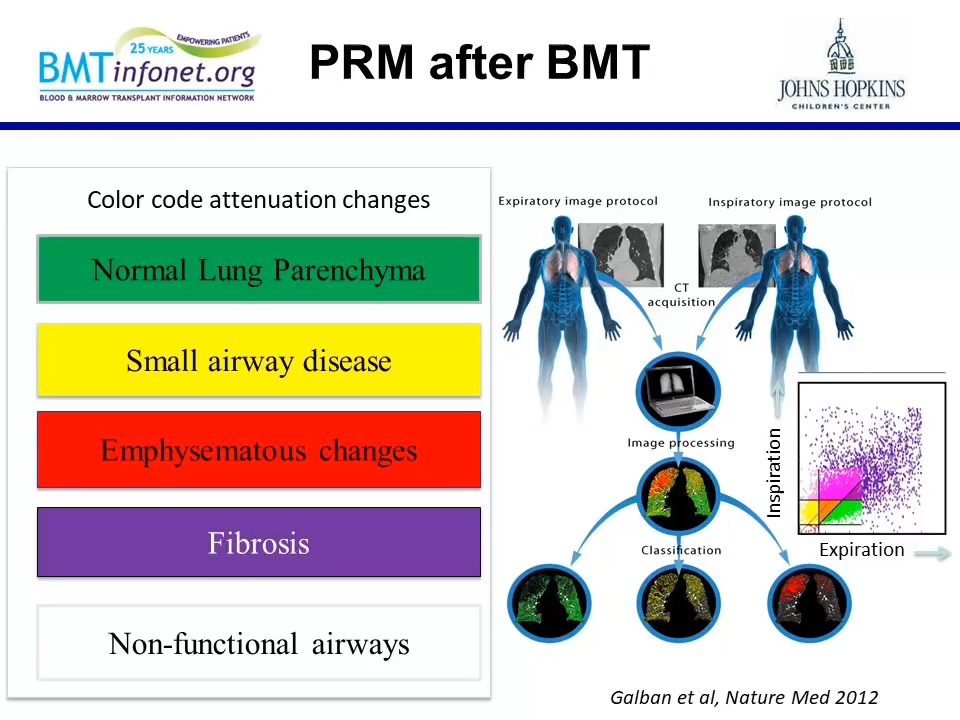 25 YEARS
EMPOWERING PATIENTS
BMTinfonet.org
BLOOD & MARROW TRANSPLANT INFORMATION NETWORK
PRM after BMT
JOHNS HOPKINS
CHILDREN'S CENTER
Color code attenuation changes
Normal Lung Parenchyma
Small airway disease
Emphysematous changes
Fibrosis
Non-functional airways
Expiratory image protocol
Inspiratory image protocol
CT
acquisition
Image processing
Classification
Inspiration
Expiration
Galban et al, Nature Med 2012